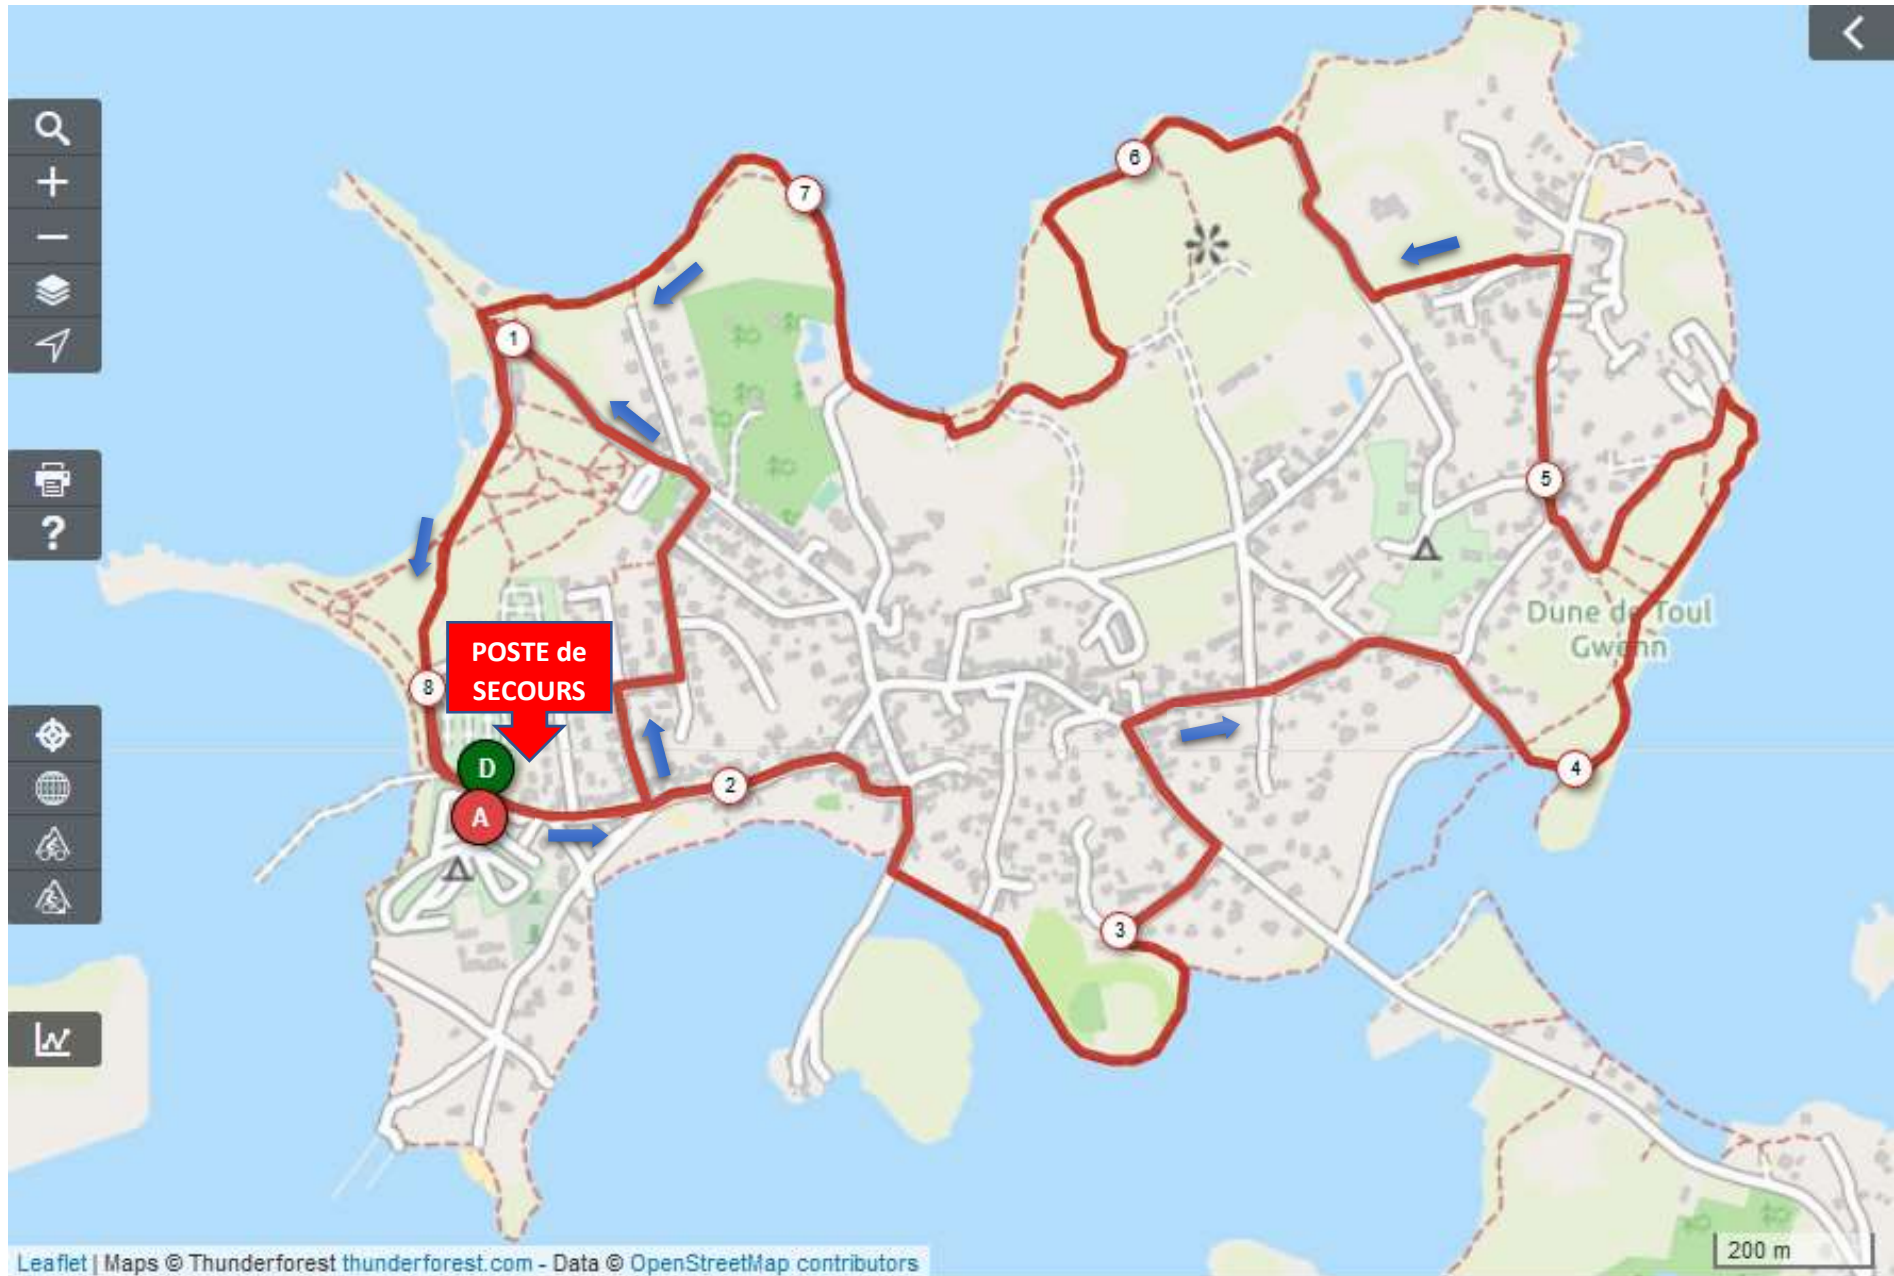 6
7
1
5
Dune de Toul
Gwenn
POSTE de
SECOURS
8
D
2
4
A
3
200 m
Leaflet | Maps © Thunderforest thunderforest.com - Data © OpenStreetMap contributors